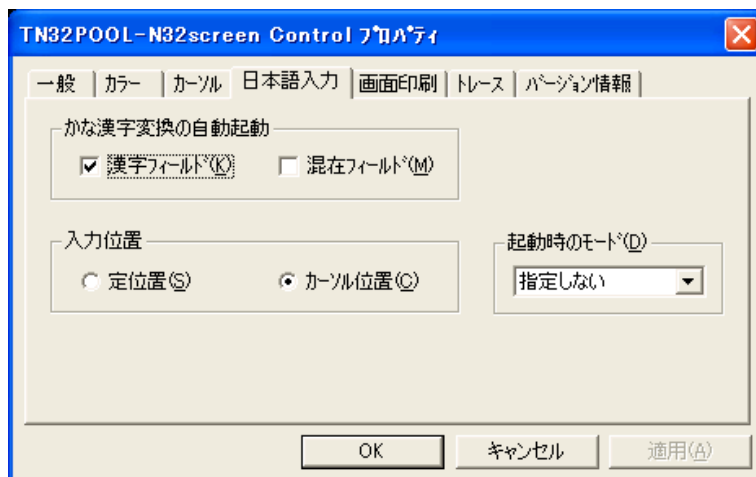 TN32POOL-N32screen Control ﾌﾟﾛﾊﾟﾃｨ
一般 ｶﾗｰ ｶｰｿﾙ 日本語入力 画面印刷 ﾄﾚｰｽ ﾊﾞｰｼﾞｮﾝ情報
かな漢字変換の自動起動
漢字ﾌｨｰﾙﾄﾞ(K) 混在ﾌｨｰﾙﾄﾞ(M)
入力位置
定位置(S) ｶｰｿﾙ位置(C)
起動時のﾓｰﾄﾞ(D)
指定しない
OK ｷｬﾝｾﾙ 適用(A)